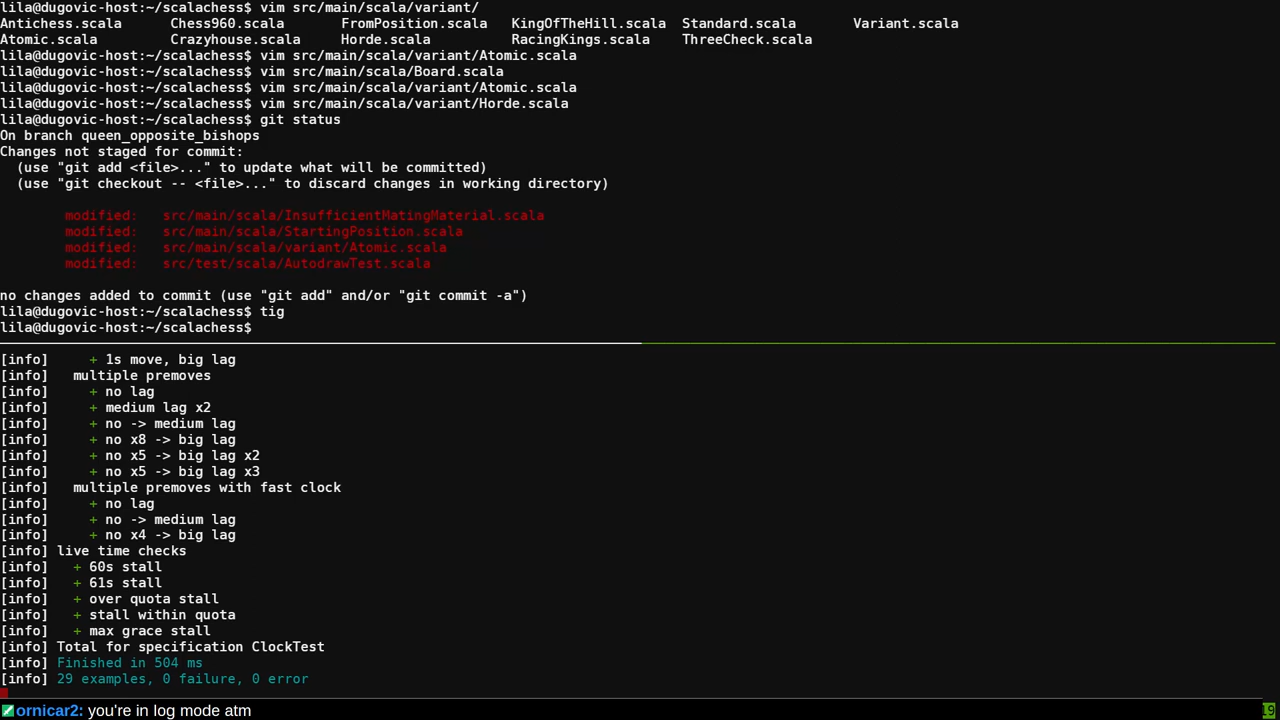 lila@dugovic-host:~/scalachess$ vim src/main/scala/variant/
Antichess.scala      Chess960.scala       FromPosition.scala   KingOfTheHill.scala  Standard.scala       Variant.scala
Atomic.scala         Crazyhouse.scala     Horde.scala          RacingKings.scala    ThreeCheck.scala
lila@dugovic-host:~/scalachess$ vim src/main/scala/variant/Atomic.scala
lila@dugovic-host:~/scalachess$ vim src/main/scala/Board.scala
lila@dugovic-host:~/scalachess$ vim src/main/scala/variant/Atomic.scala
lila@dugovic-host:~/scalachess$ vim src/main/scala/variant/Horde.scala
lila@dugovic-host:~/scalachess$ git status
On branch queen_opposite_bishops
Changes not staged for commit:
  (use "git add <file>..." to update what will be committed)
  (use "git checkout -- <file>..." to discard changes in working directory)
        modified:   src/main/scala/InsufficientMatingMaterial.scala
        modified:   src/main/scala/StartingPosition.scala
        modified:   src/main/scala/variant/Atomic.scala
        modified:   src/test/scala/AutodrawTest.scala
no changes added to commit (use "git add" and/or "git commit -a")
lila@dugovic-host:~/scalachess$ tig
lila@dugovic-host:~/scalachess$
[info]     + 1s move, big lag
[info]   multiple premoves
[info]     + no lag
[info]     + medium lag x2
[info]     + no -> medium lag
[info]     + no x8 -> big lag
[info]     + no x5 -> big lag x2
[info]     + no x5 -> big lag x3
[info]   multiple premoves with fast clock
[info]     + no lag
[info]     + no -> medium lag
[info]     + no x4 -> big lag
[info] live time checks
[info]   + 60s stall
[info]   + 61s stall
[info]   + over quota stall
[info]   + stall within quota
[info]   + max grace stall
[info] Total for specification ClockTest
[info] Finished in 504 ms
[info] 29 examples, 0 failure, 0 error
ornicar2: you're in log mode atm
19